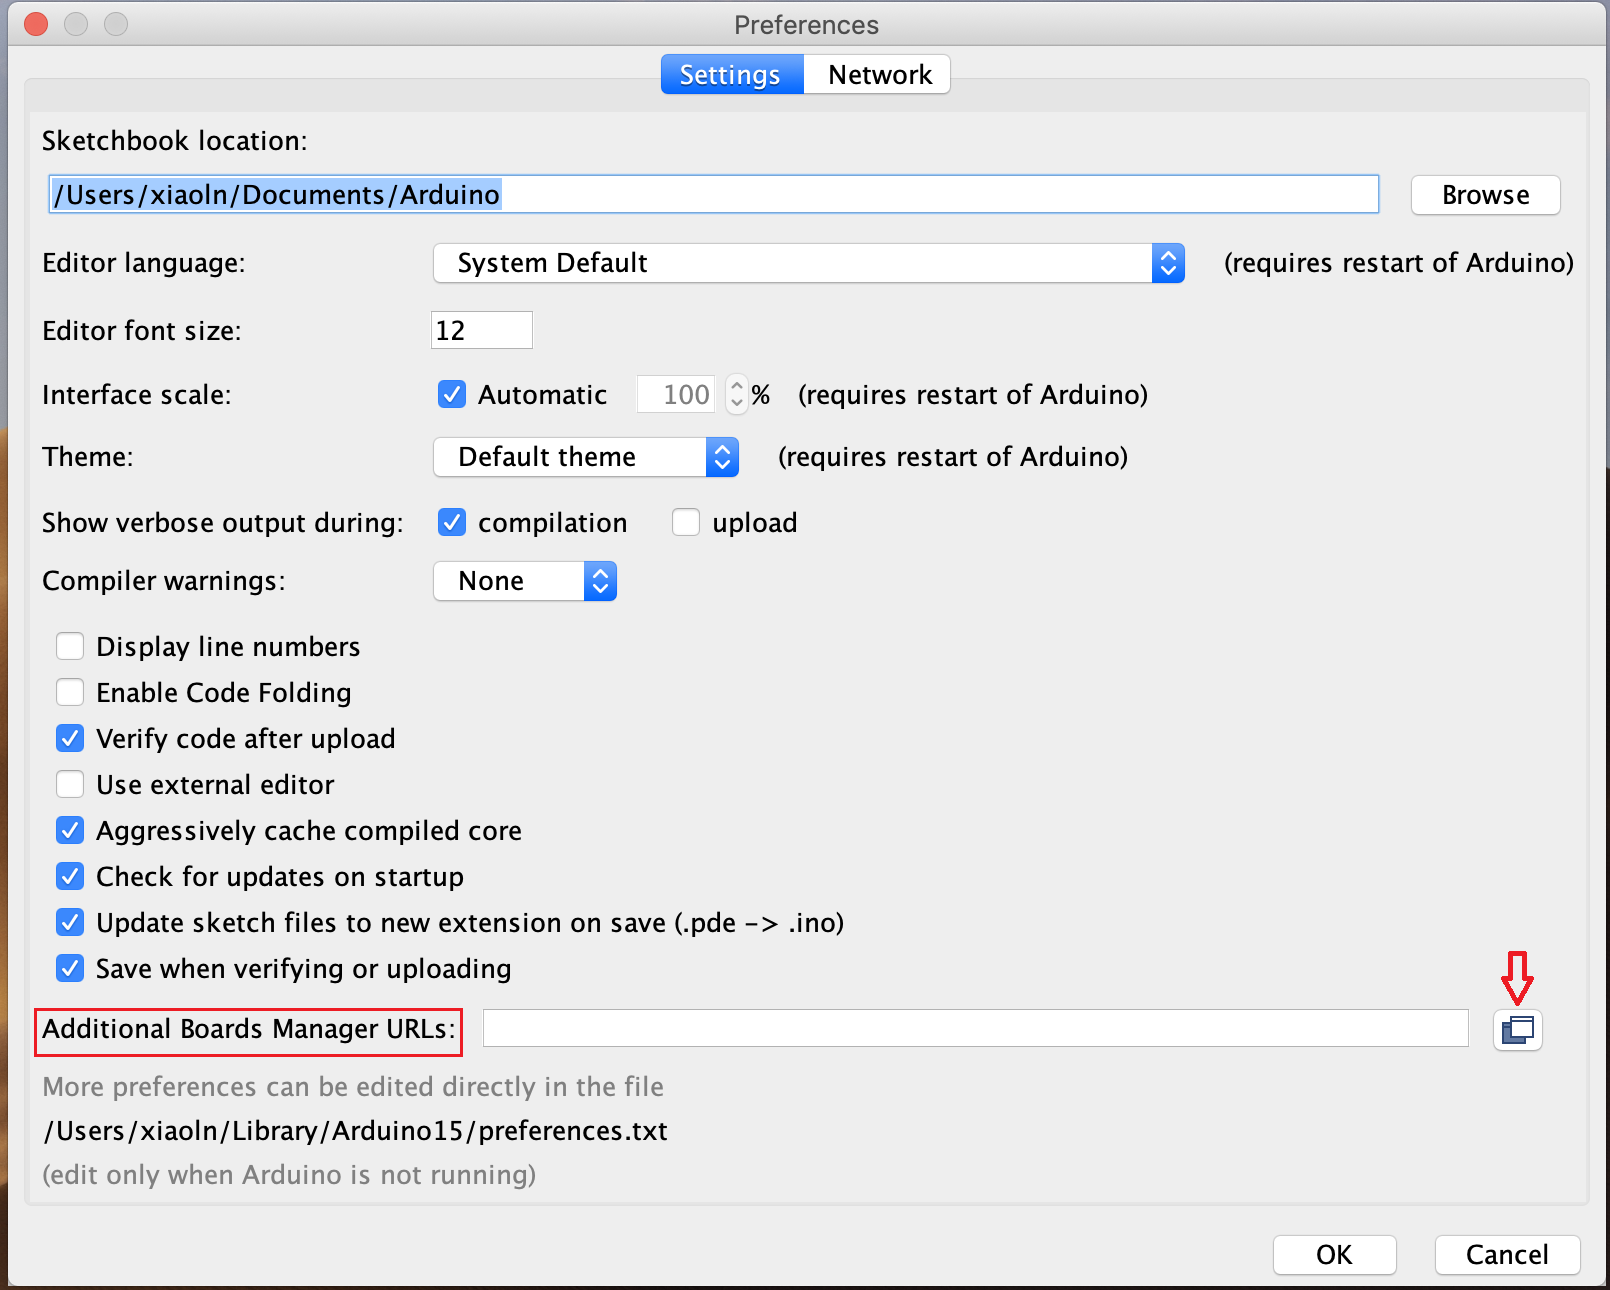 Preferences
Settings Network
Sketchbook location:
/Users/xiaoln/Documents/Arduino Browse
Editor language: System Default (requires restart of Arduino)
Editor font size: 12
Interface scale: Automatic 100 % (requires restart of Arduino)
Theme: Default theme (requires restart of Arduino)
Show verbose output during: compilation upload
Compiler warnings: None
Display line numbers
Enable Code Folding
Verify code after upload
Use external editor
Aggressively cache compiled core
Check for updates on startup
Update sketch files to new extension on save (.pde -> .ino)
Save when verifying or uploading
Additional Boards Manager URLs:
More preferences can be edited directly in the file
/Users/xiaoln/Library/Arduino15/preferences.txt
(edit only when Arduino is not running)
OK Cancel